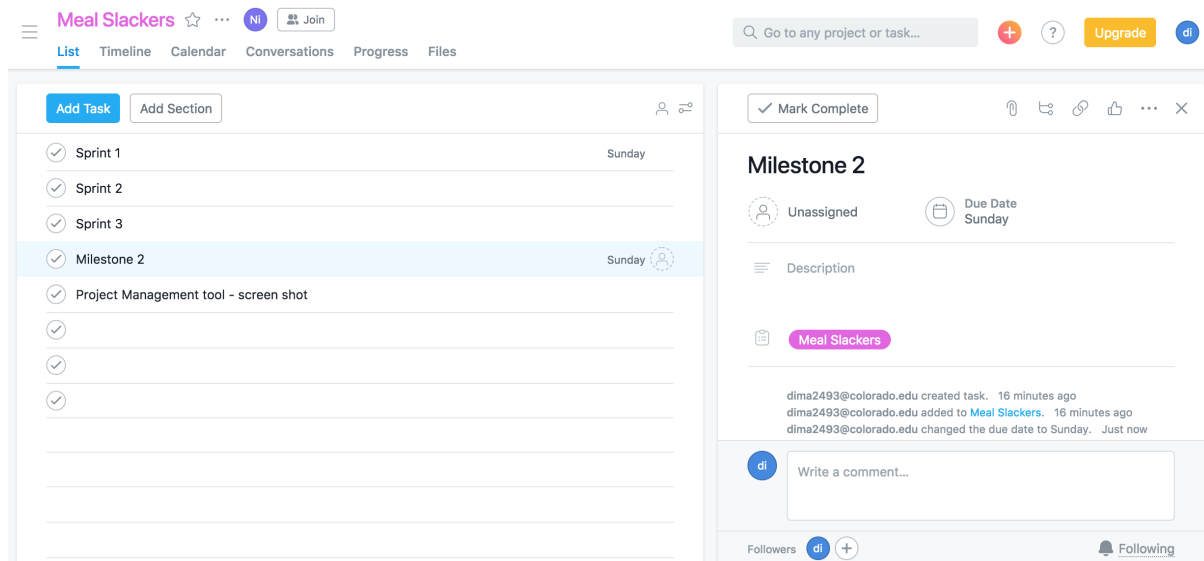 Meal Slackers
Ni
Join
Go to any project or task...
+
?
Upgrade
di
List Timeline Calendar Conversations Progress Files
Add Task
Add Section
Mark Complete
Sprint 1 Sunday
Sprint 2
Sprint 3
Milestone 2 Sunday
Project Management tool - screen shot
Milestone 2
Unassigned
Due Date
Sunday
Description
Meal Slackers
dima2493@colorado.edu created task. 16 minutes ago
dima2493@colorado.edu added to Meal Slackers. 16 minutes ago
dima2493@colorado.edu changed the due date to Sunday. Just now
di
Write a comment...
Followers di + Following